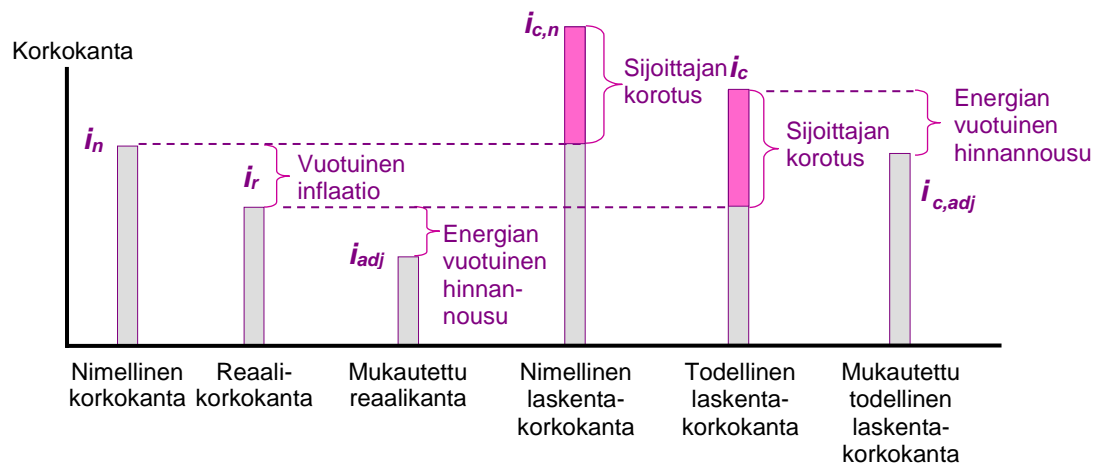 Korkokanta
i_n
i_r
Vuotuinen
inflaatio
i_adj
Energian
vuotuinen
hinnan-
nousu
i_c,n
Sijoittajan
korotus
i_c
Sijoittajan
korotus
Energian
vuotuinen
hinnannousu
i_c,adj
Nimellinen
korkokanta
Reaali-
korkokanta
Mukautettu
reaalikanta
Nimellinen
laskenta-
korkokanta
Todellinen
laskenta-
korkokanta
Mukautettu
todellinen
laskenta-
korkokanta